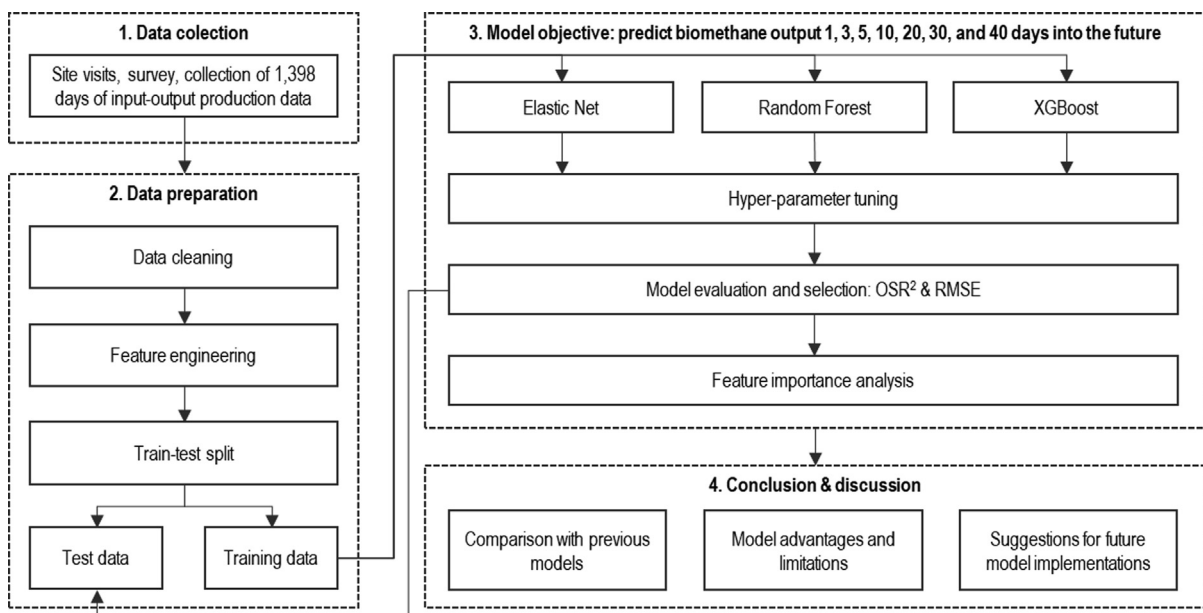 1. Data colection
Site visits, survey, collection of 1,398
days of input-output production data
2. Data preparation
Data cleaning
Feature engineering
Train-test split
Test data
Training data
3. Model objective: predict biomethane output 1, 3, 5, 10, 20, 30, and 40 days into the future
Elastic Net
Random Forest
XGBoost
Hyper-parameter tuning
Model evaluation and selection: OSR² & RMSE
Feature importance analysis
4. Conclusion & discussion
Comparison with previous
models
Model advantages and
limitations
Suggestions for future
model implementations